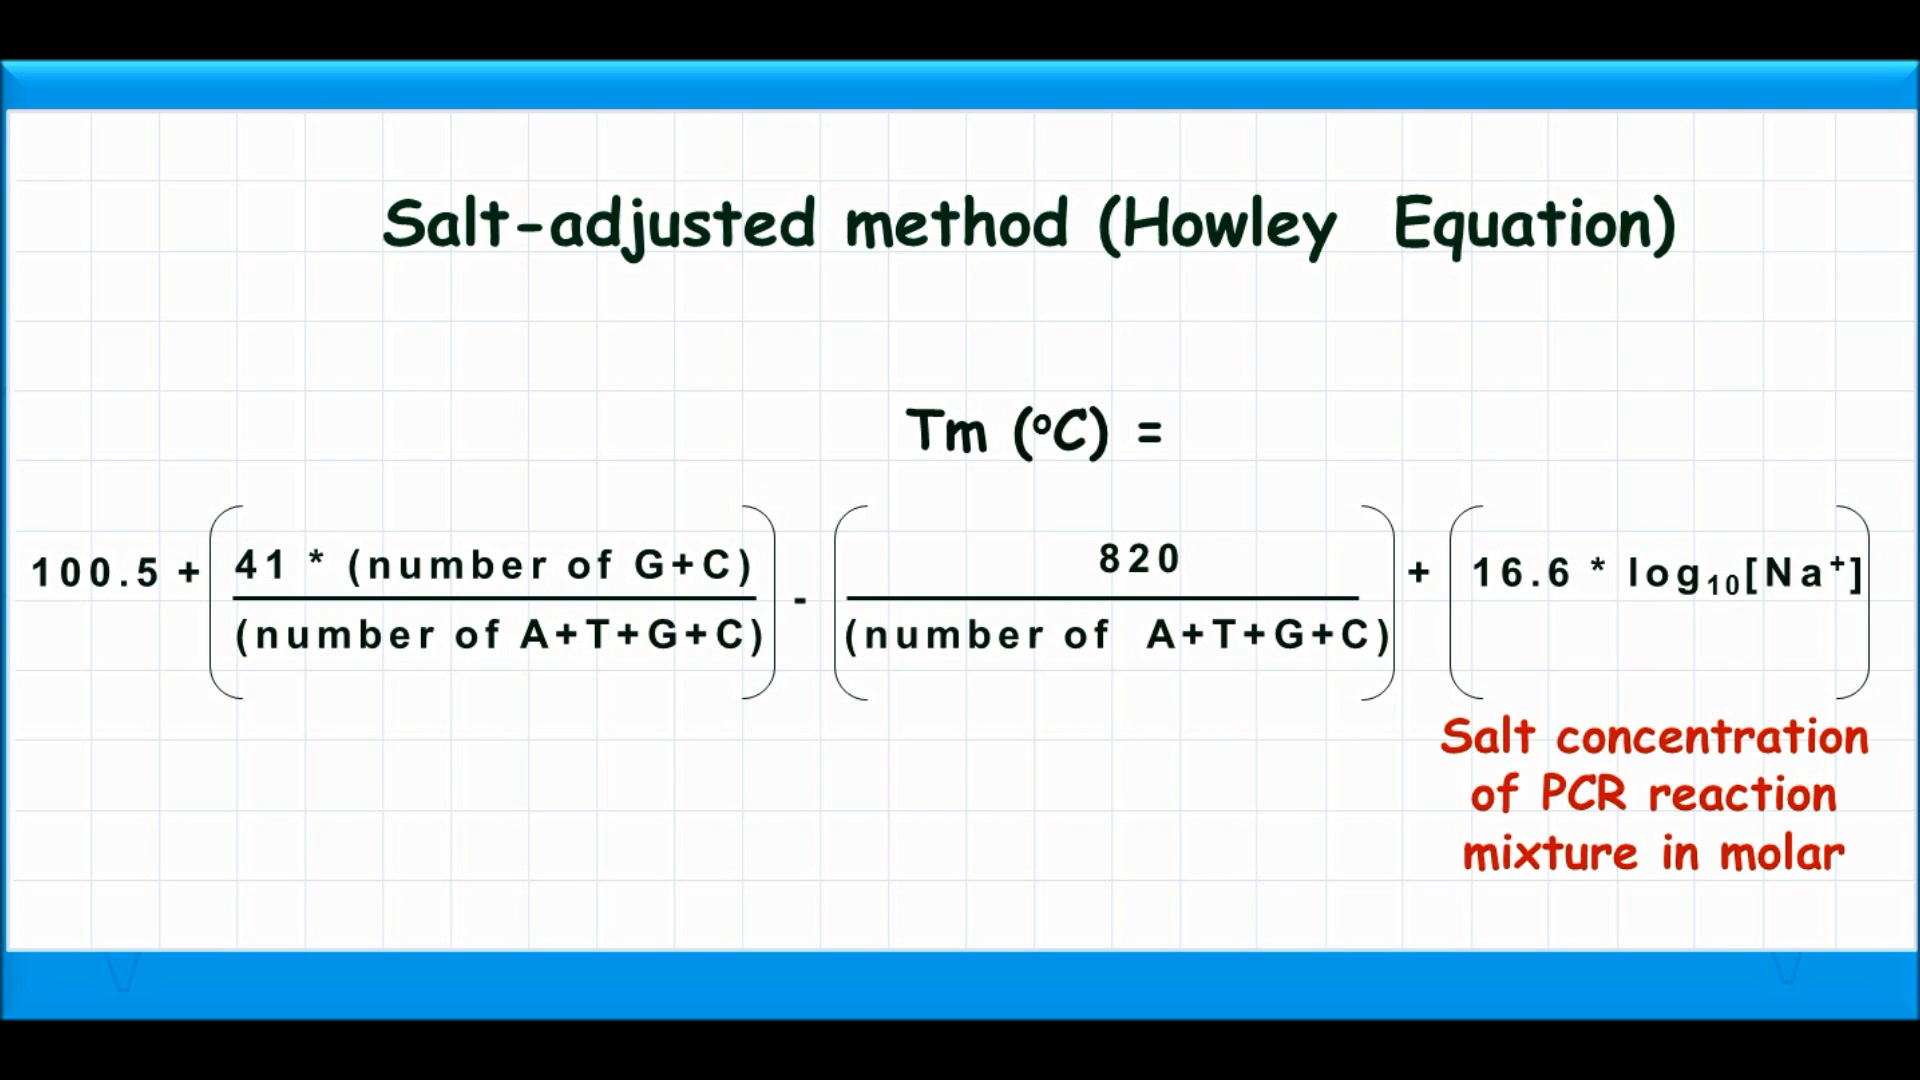 Salt-adjusted method (Howley Equation)
Tm (°C) =
100.5 + (41 * (number of G+C) / (number of A+T+G+C)) - (820 / (number of A+T+G+C)) + (16.6 * log₁₀[Na⁺])
Salt concentration
of PCR reaction
mixture in molar